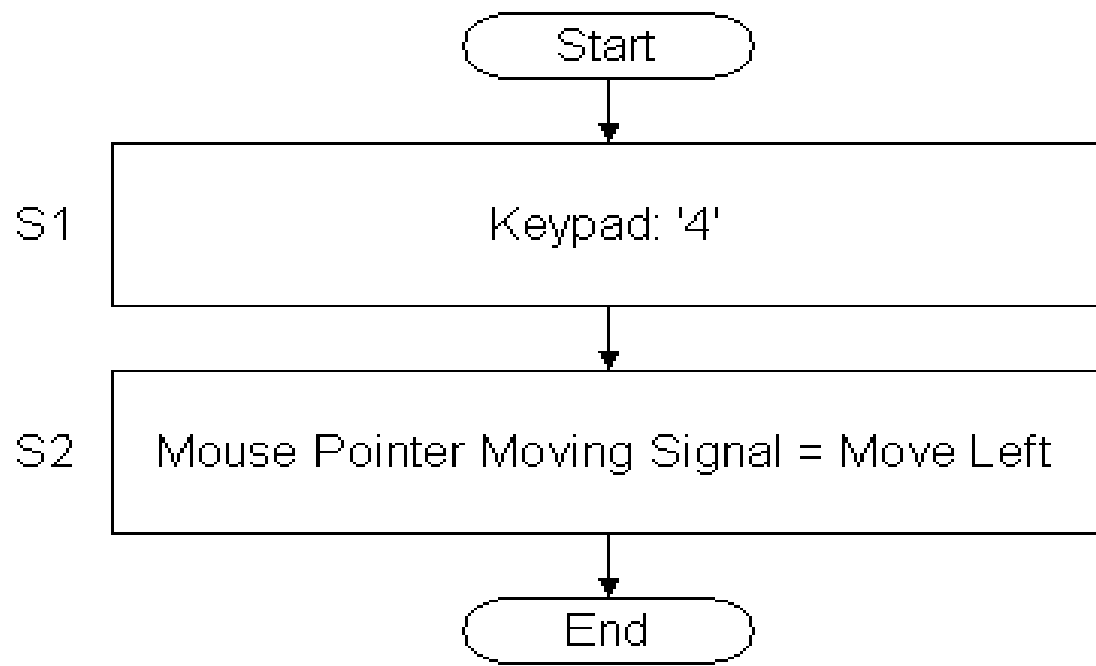 Start
S1
Keypad: '4'
S2
Mouse Pointer Moving Signal = Move Left
End